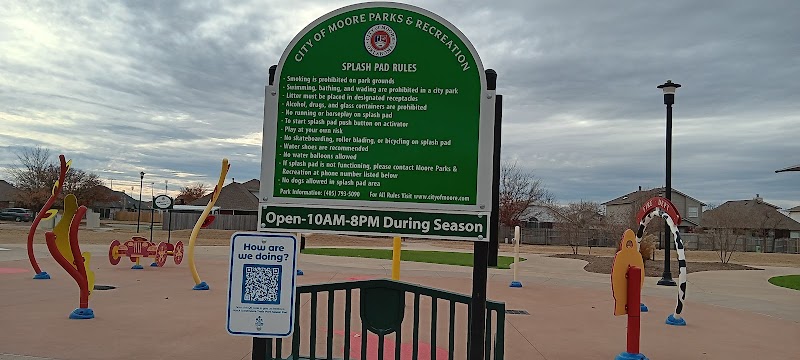 CITY OF MOORE PARKS & RECREATION
SPLASH PAD RULES
- Smoking is prohibited on park grounds
- Swimming, bathing, and wading are prohibited in a city park
- Litter must be placed in designated receptacles
- Alcohol, drugs, and glass containers are prohibited
- No running or horseplay on splash pad
- To start splash pad push button on activator
- Play at your own risk
- No skateboarding, roller blading, or bicycling on splash pad
- Water shoes are recommended
- No water balloons allowed
- If splash pad is not functioning, please contact Moore Parks &
Recreation at phone number listed below
- No dogs allowed in splash pad area
Park Information: (405) 793-5090 For All Rules Visit www.cityofmoore.com
Open-10AM-8PM During Season
How are
we doing?
FIRE DEPT